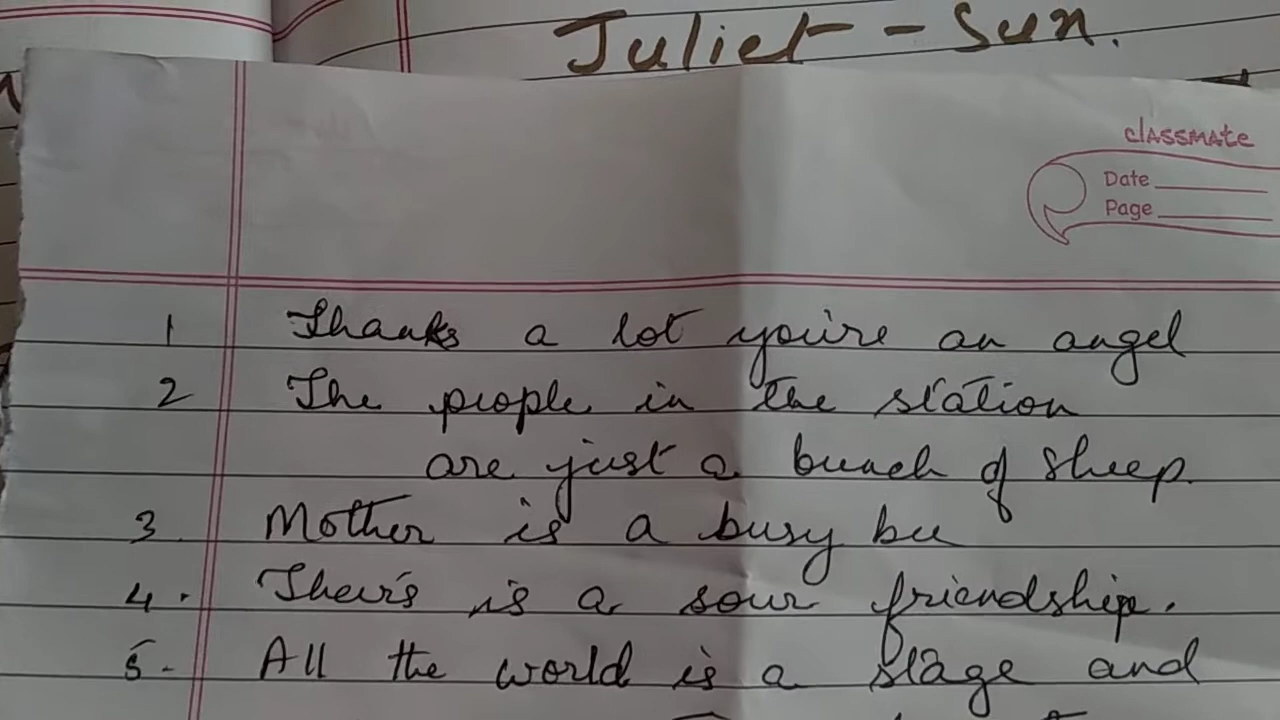 Juliet - Sun.
classmate
Date
Page
1 Thanks a lot you're an angel
2 The people in the station
are just a bunch of sheep.
3. Mother is a busy bee
4. Their's is a sour friendship.
5- All the world is a stage and